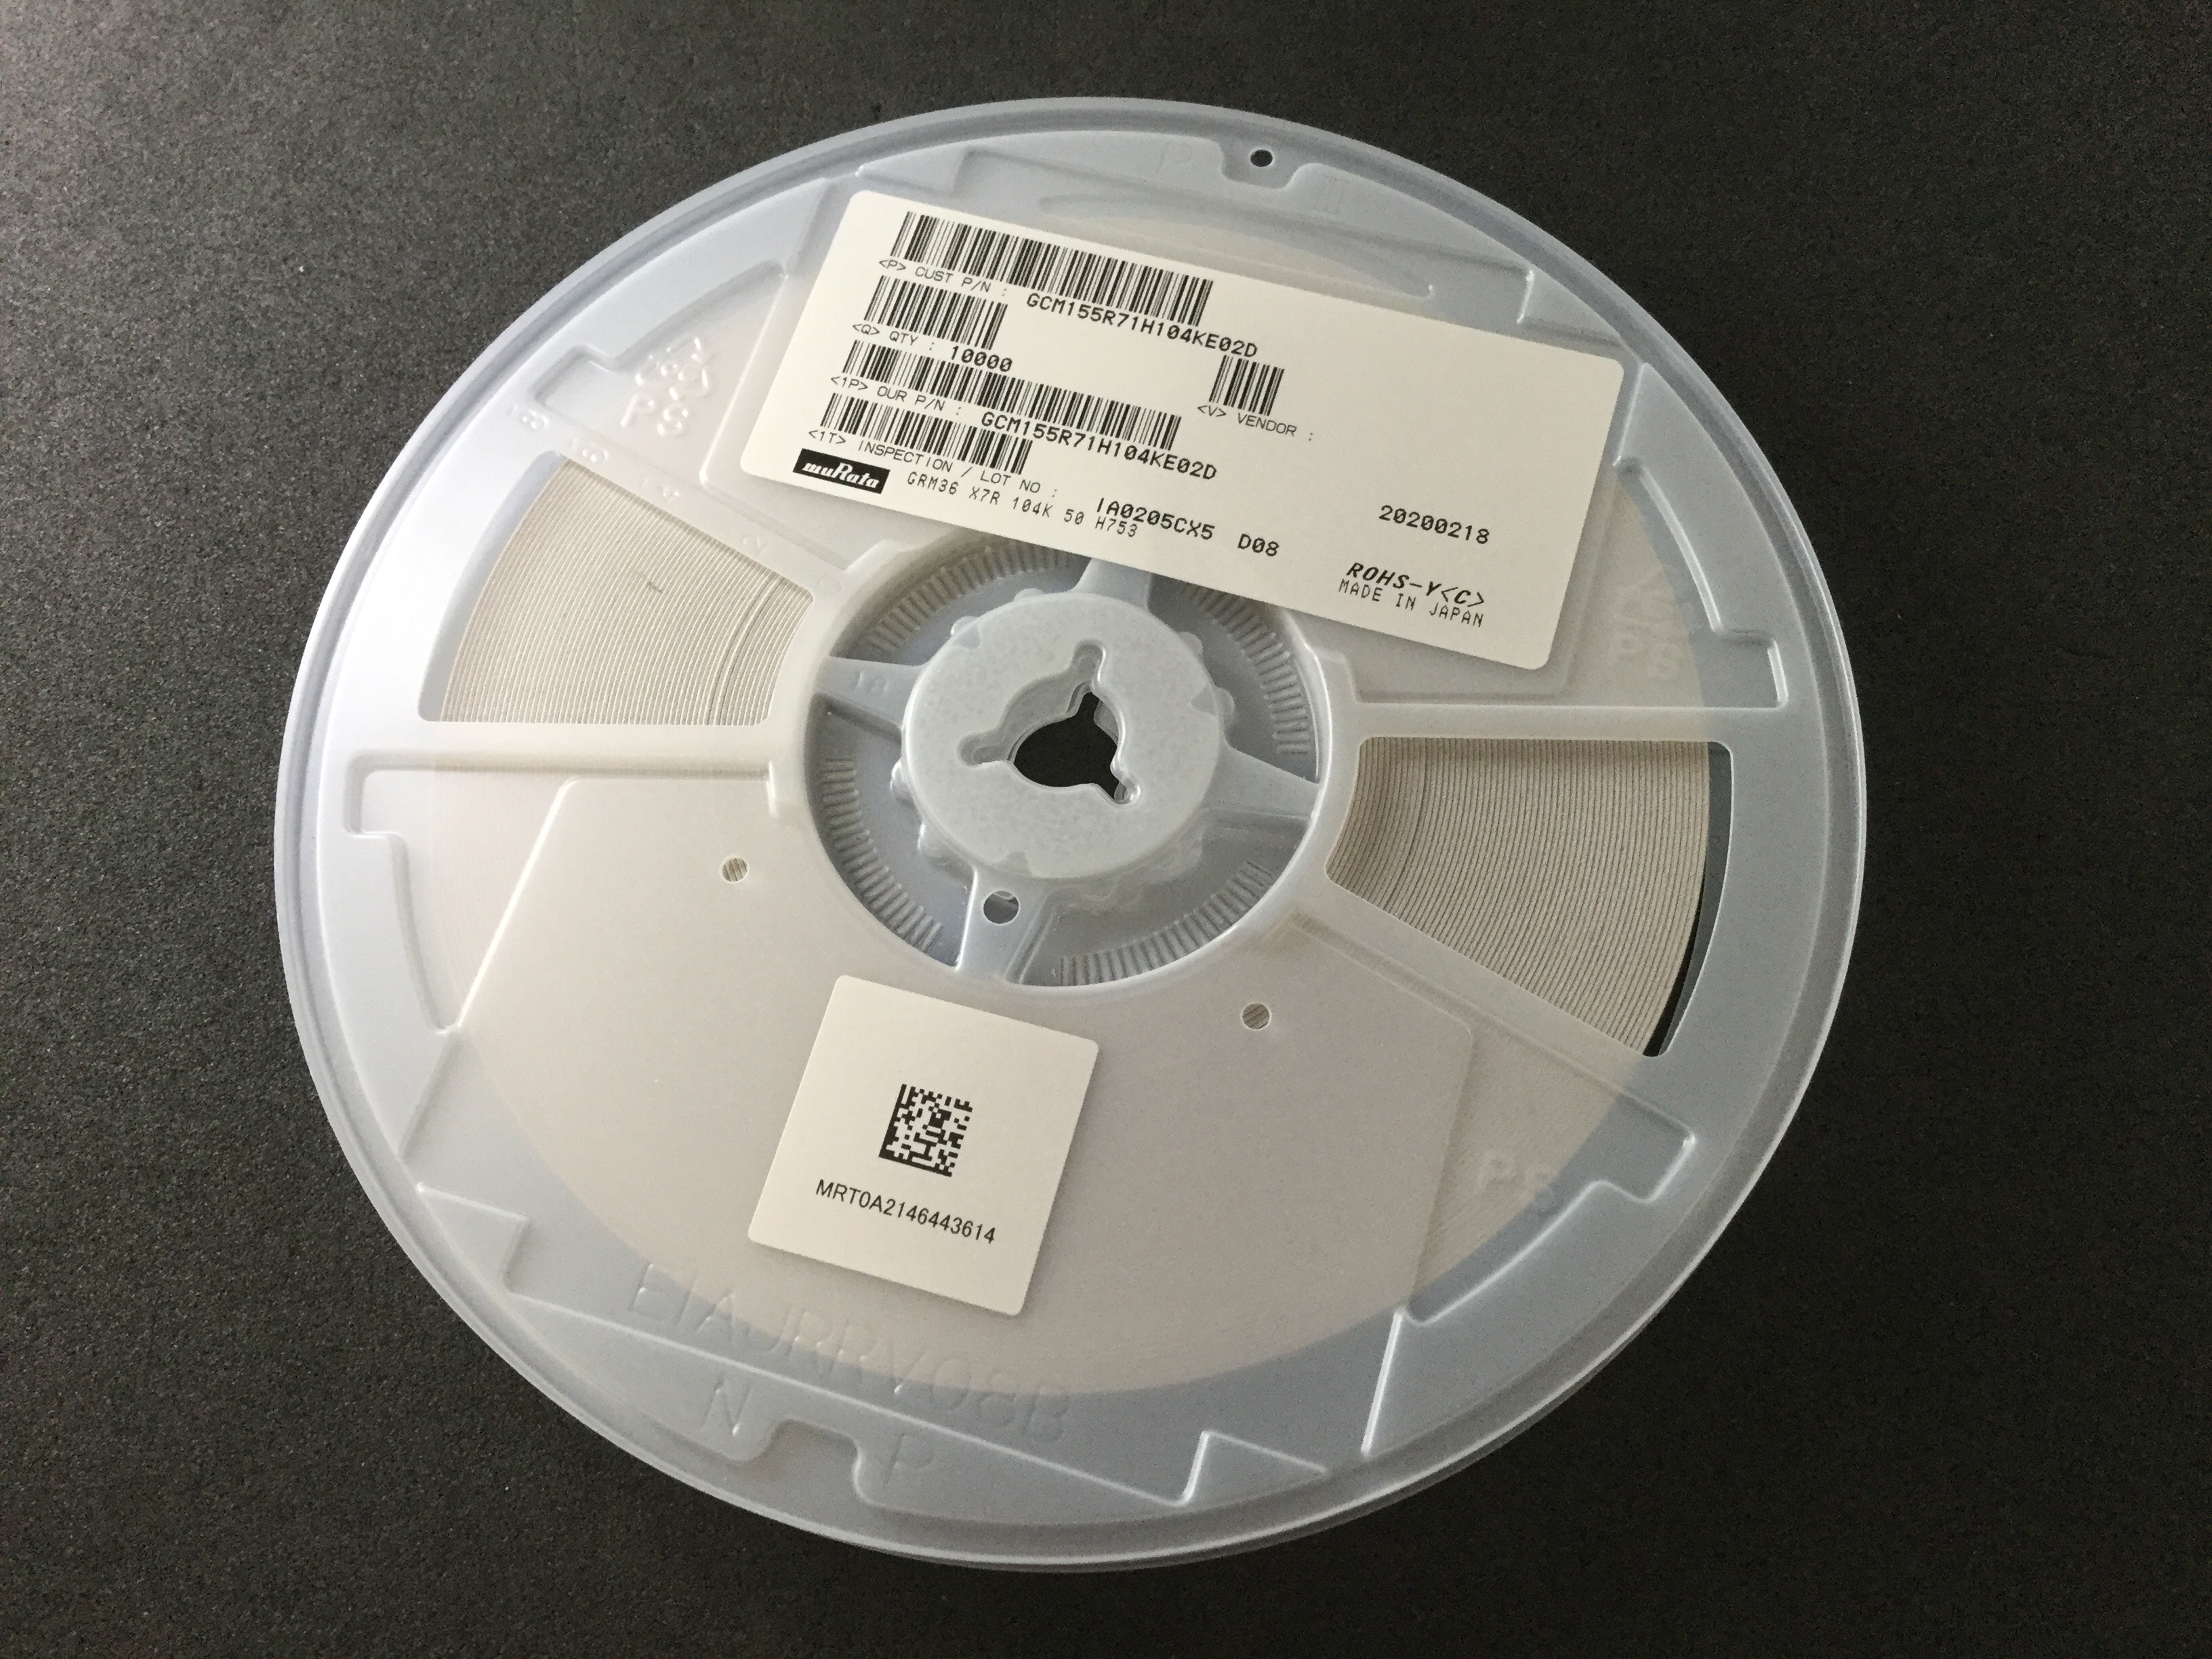 <P> CUST P/N : GCM155R71H104KE02D
<Q> QTY : 10000
<V> VENDOR :
<1P> OUR P/N : GCM155R71H104KE02D
<1T> INSPECTION / LOT NO : IA0205CX5 D08
20200218
muRata
GRM36 X7R 104K 50 H753
ROHS-Y<C>
MADE IN JAPAN
PS
PS
PS
MRT0A2146443614
EIAJRRV08B
N P